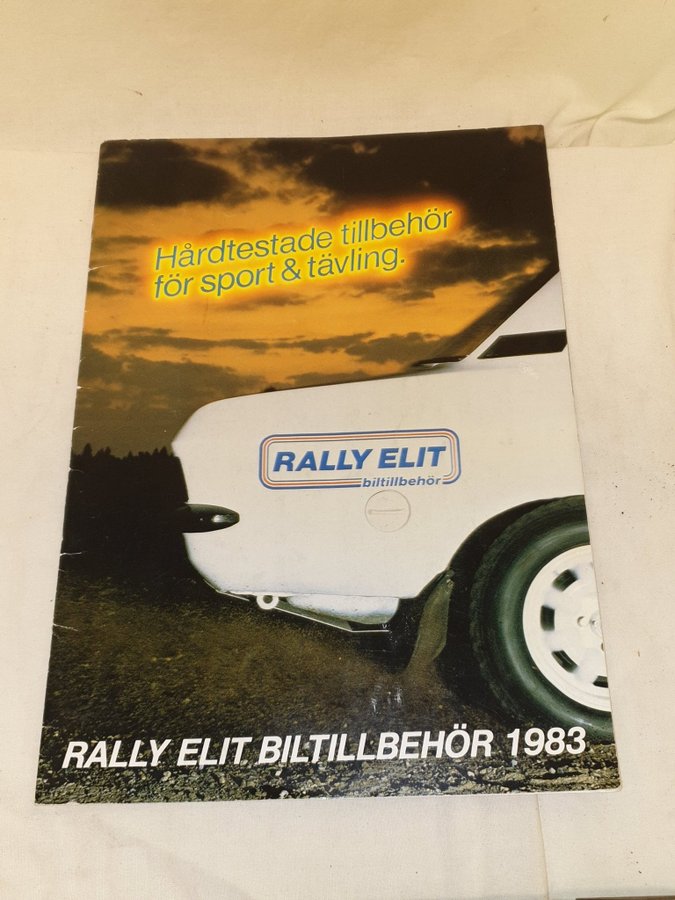 Hårdtestade tillbehör
för sport & tävling.
RALLY ELIT
biltillbehör
RALLY ELIT BILTILLBEHÖR 1983